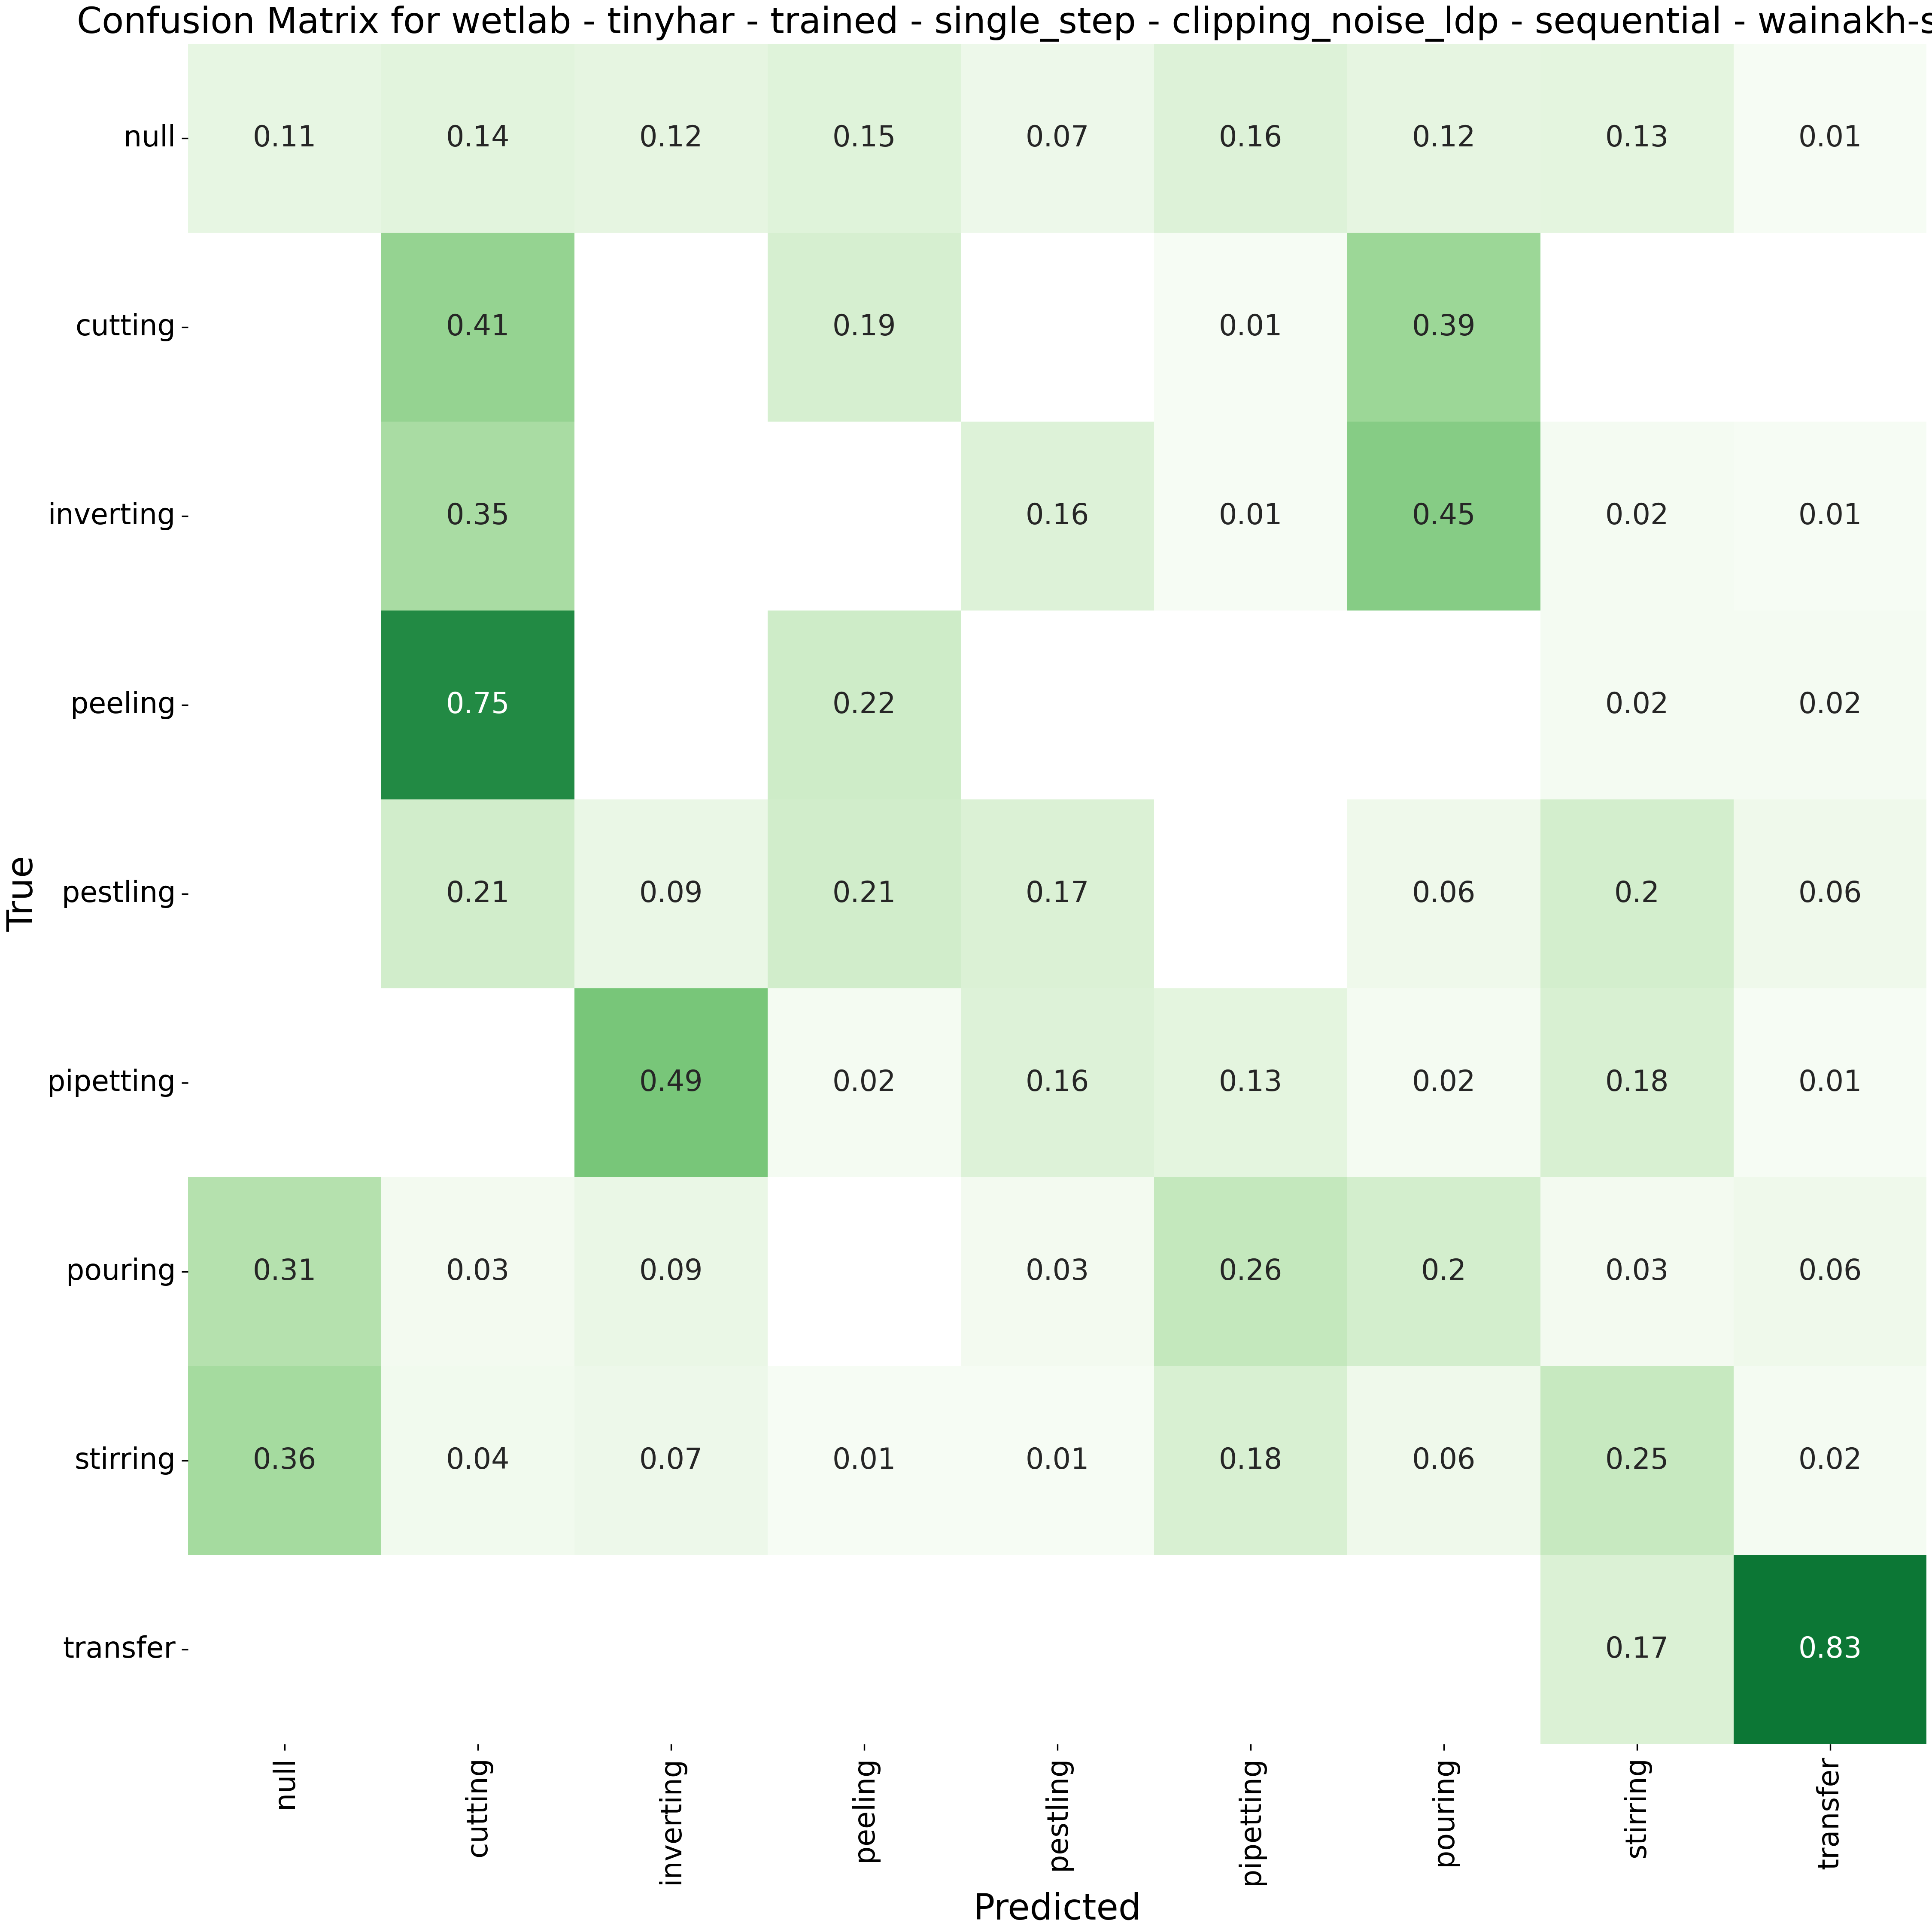 Confusion Matrix for wetlab - tinyhar - trained - single_step - clipping_noise_ldp - sequential - wainakh-s
null 0.11 0.14 0.12 0.15 0.07 0.16 0.12 0.13 0.01
cutting 0.41 0.19 0.01 0.39
inverting 0.35 0.16 0.01 0.45 0.02 0.01
peeling 0.75 0.22 0.02 0.02
pestling 0.21 0.09 0.21 0.17 0.06 0.2 0.06
pipetting 0.49 0.02 0.16 0.13 0.02 0.18 0.01
pouring 0.31 0.03 0.09 0.03 0.26 0.2 0.03 0.06
stirring 0.36 0.04 0.07 0.01 0.01 0.18 0.06 0.25 0.02
transfer 0.17 0.83
True
null cutting inverting peeling pestling pipetting pouring stirring transfer
Predicted